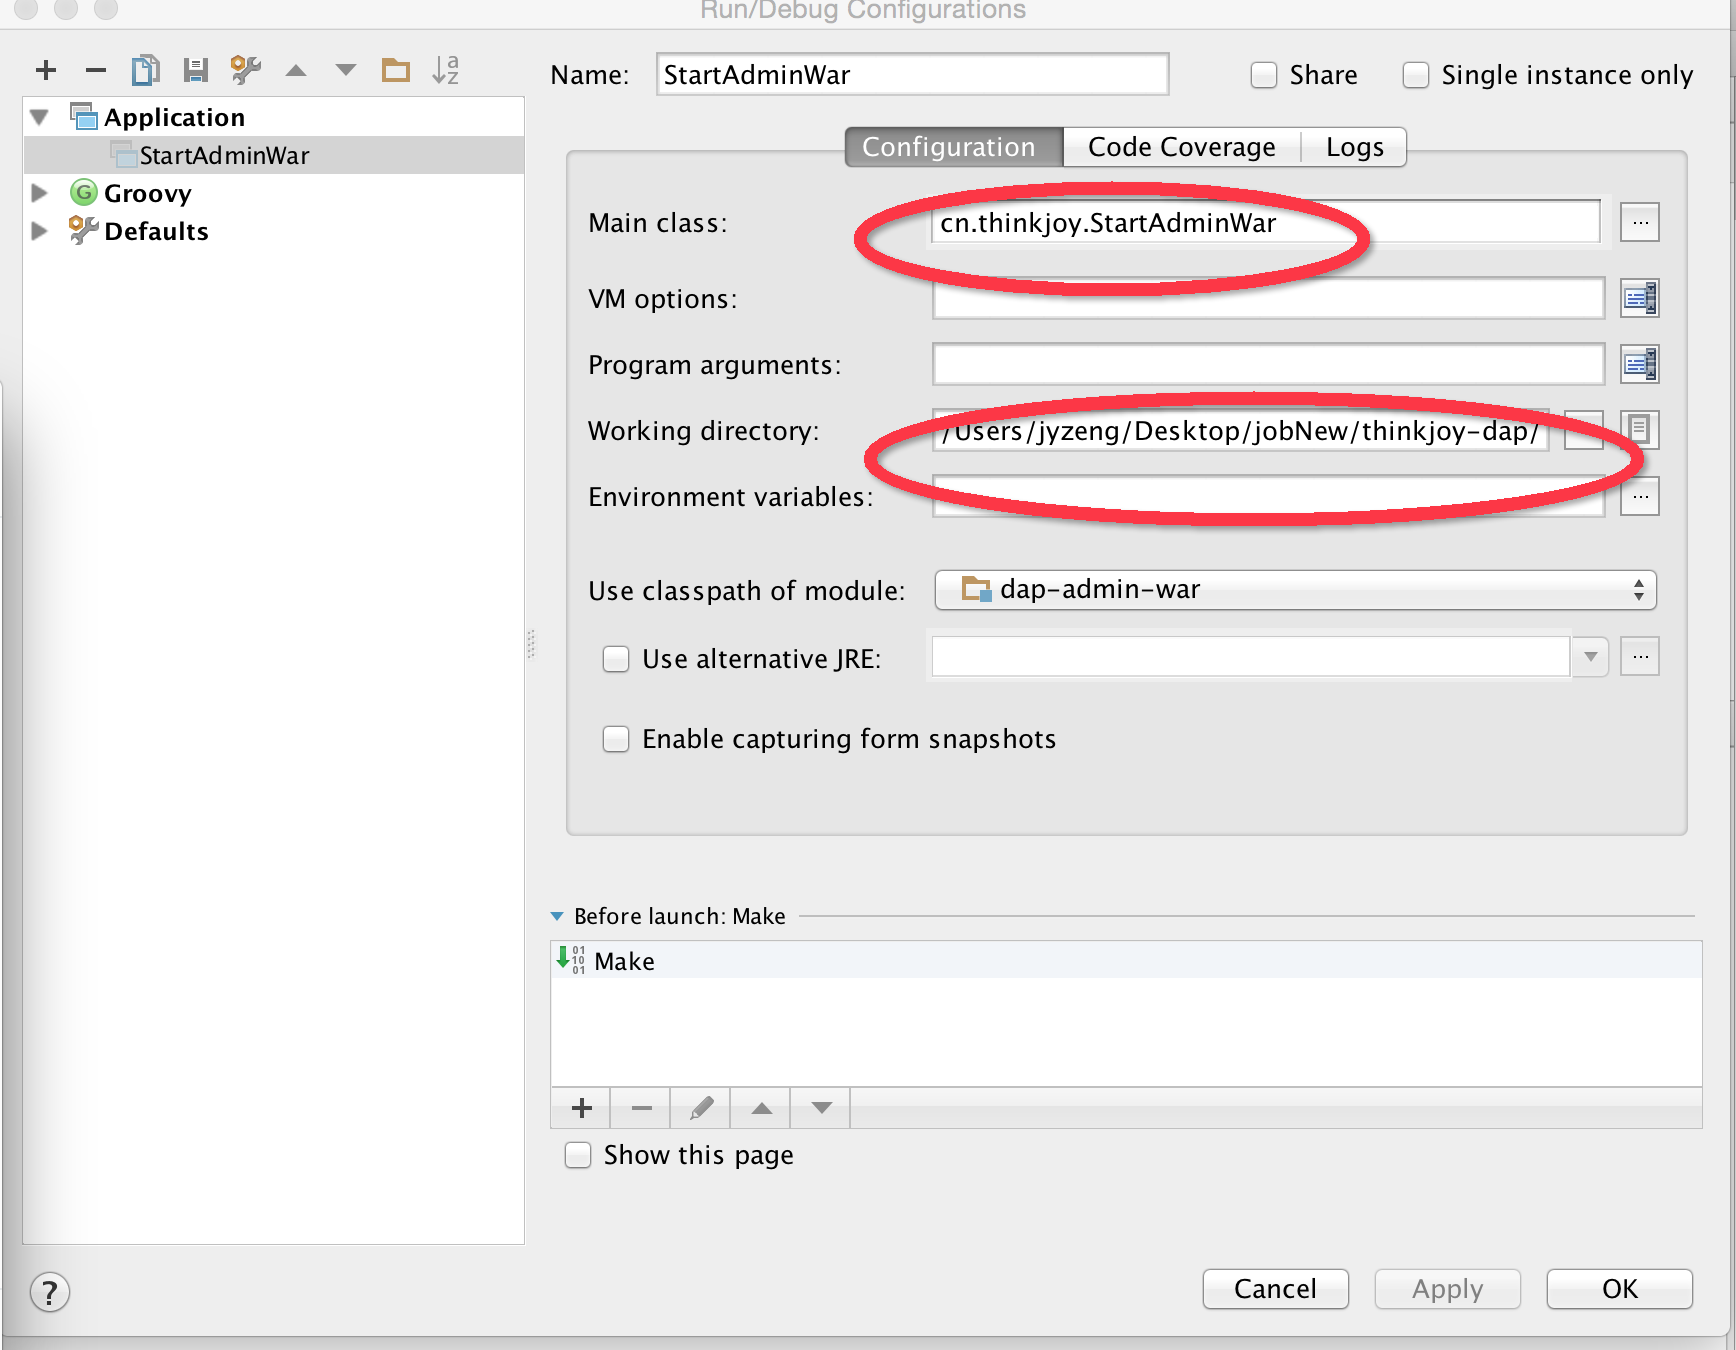 Run/Debug Configurations
Name: StartAdminWar Share Single instance only
Application
StartAdminWar
Groovy
Defaults
Configuration Code Coverage Logs
Main class: cn.thinkjoy.StartAdminWar ...
VM options:
Program arguments:
Working directory: /Users/jyzeng/Desktop/jobNew/thinkjoy-dap/
Environment variables: ...
Use classpath of module: dap-admin-war
Use alternative JRE: ...
Enable capturing form snapshots
Before launch: Make
Make
Show this page
? Cancel Apply OK